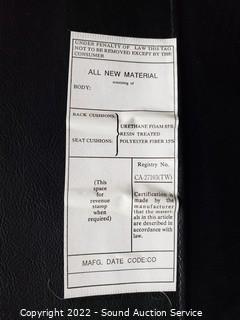 UNDER PENALTY OF LAW THIS TAG
NOT TO BE REMOVED EXCEPT BY THE
CONSUMER
ALL NEW MATERIAL
consisting of
BODY:
BACK CUSHIONS:
URETHANE FOAM 85%
RESIN TREATED
SEAT CUSHIONS:
POLYESTER FIBER 15%
(This
space
for
revenue
stamp
when
required)
Registry No.
CA-27103(TW)
Certification is
made by the
manufacturer
that the mater-
ials in this article
are described in
accordance with
law.
MAFG. DATE CODE:CO
Copyright 2022 - Sound Auction Service